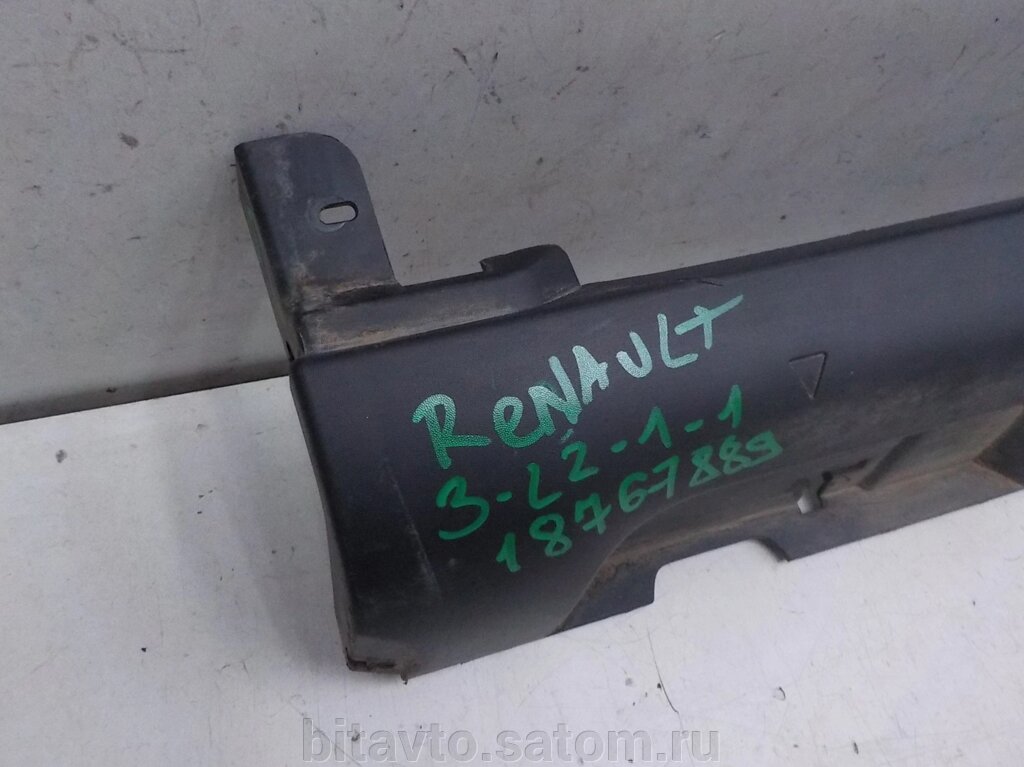 ReNAULT
3-L2-1-1
18767889
bitavto.satom.ru